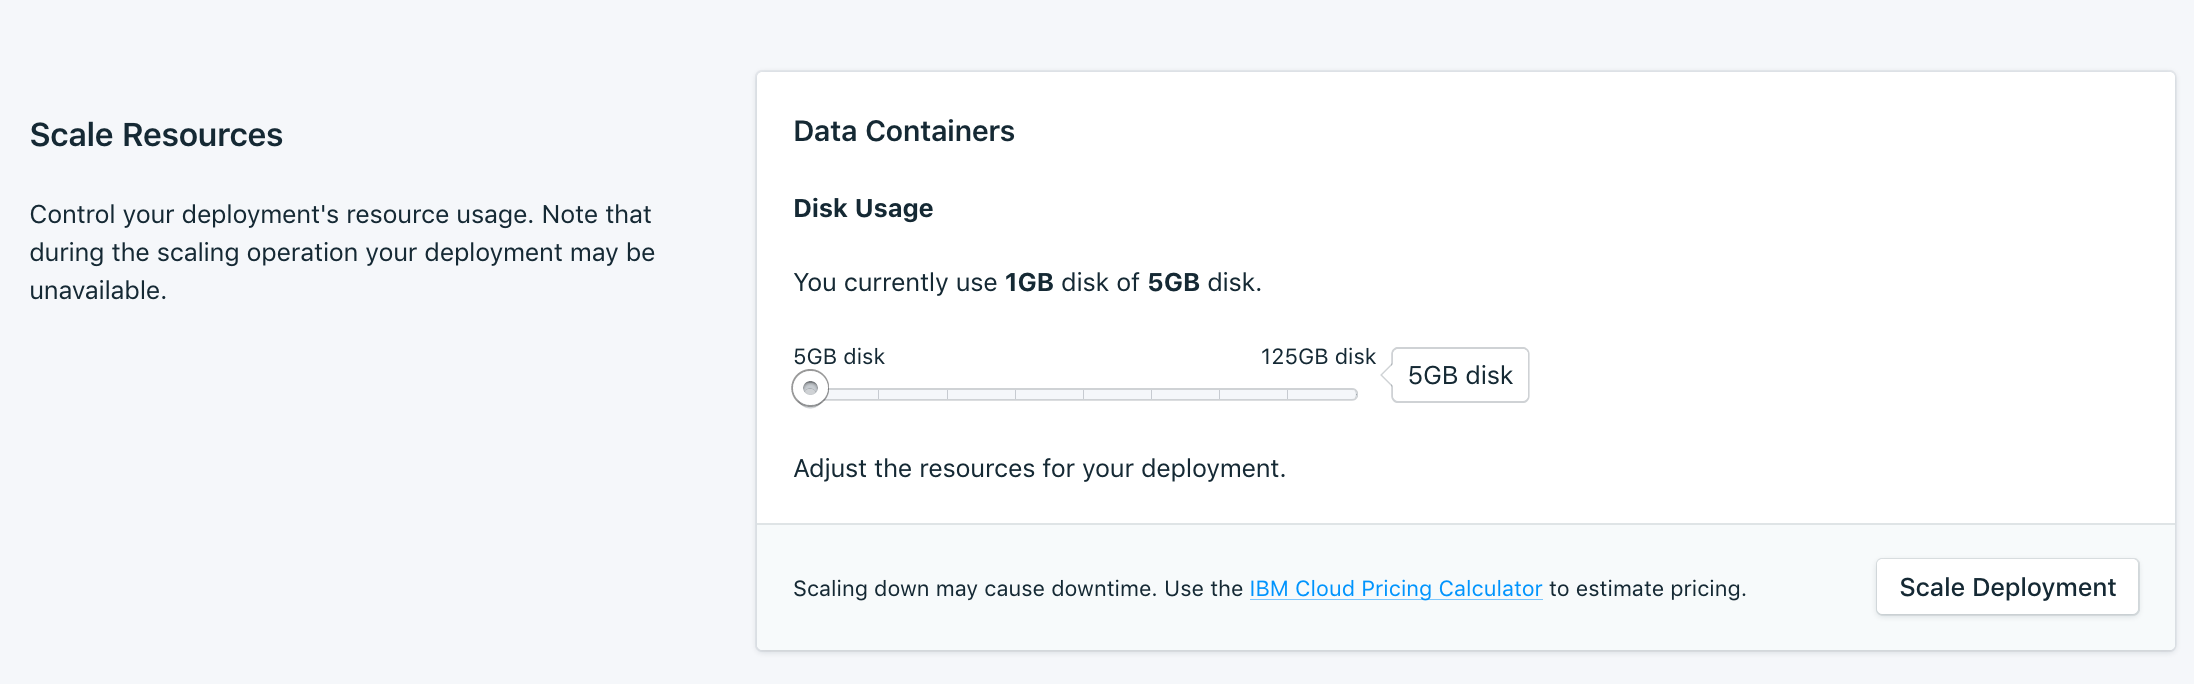 Scale Resources
Control your deployment's resource usage. Note that
during the scaling operation your deployment may be
unavailable.
Data Containers
Disk Usage
You currently use 1GB disk of 5GB disk.
5GB disk
125GB disk
5GB disk
Adjust the resources for your deployment.
Scaling down may cause downtime. Use the IBM Cloud Pricing Calculator to estimate pricing.
Scale Deployment